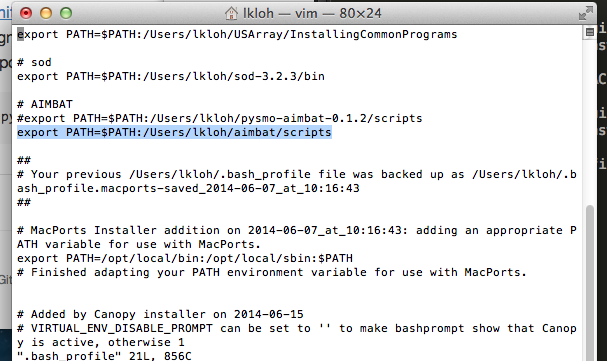 lkloh — vim — 80×24
export PATH=$PATH:/Users/lkloh/USArray/InstallingCommonPrograms
# sod
export PATH=$PATH:/Users/lkloh/sod-3.2.3/bin
# AIMBAT
#export PATH=$PATH:/Users/lkloh/pysmo-aimbat-0.1.2/scripts
export PATH=$PATH:/Users/lkloh/aimbat/scripts
##
# Your previous /Users/lkloh/.bash_profile file was backed up as /Users/lkloh/.b
ash_profile.macports-saved_2014-06-07_at_10:16:43
##
# MacPorts Installer addition on 2014-06-07_at_10:16:43: adding an appropriate P
ATH variable for use with MacPorts.
export PATH=/opt/local/bin:/opt/local/sbin:$PATH
# Finished adapting your PATH environment variable for use with MacPorts.
# Added by Canopy installer on 2014-06-15
# VIRTUAL_ENV_DISABLE_PROMPT can be set to '' to make bashprompt show that Canop
y is active, otherwise 1
".bash_profile" 21L, 856C